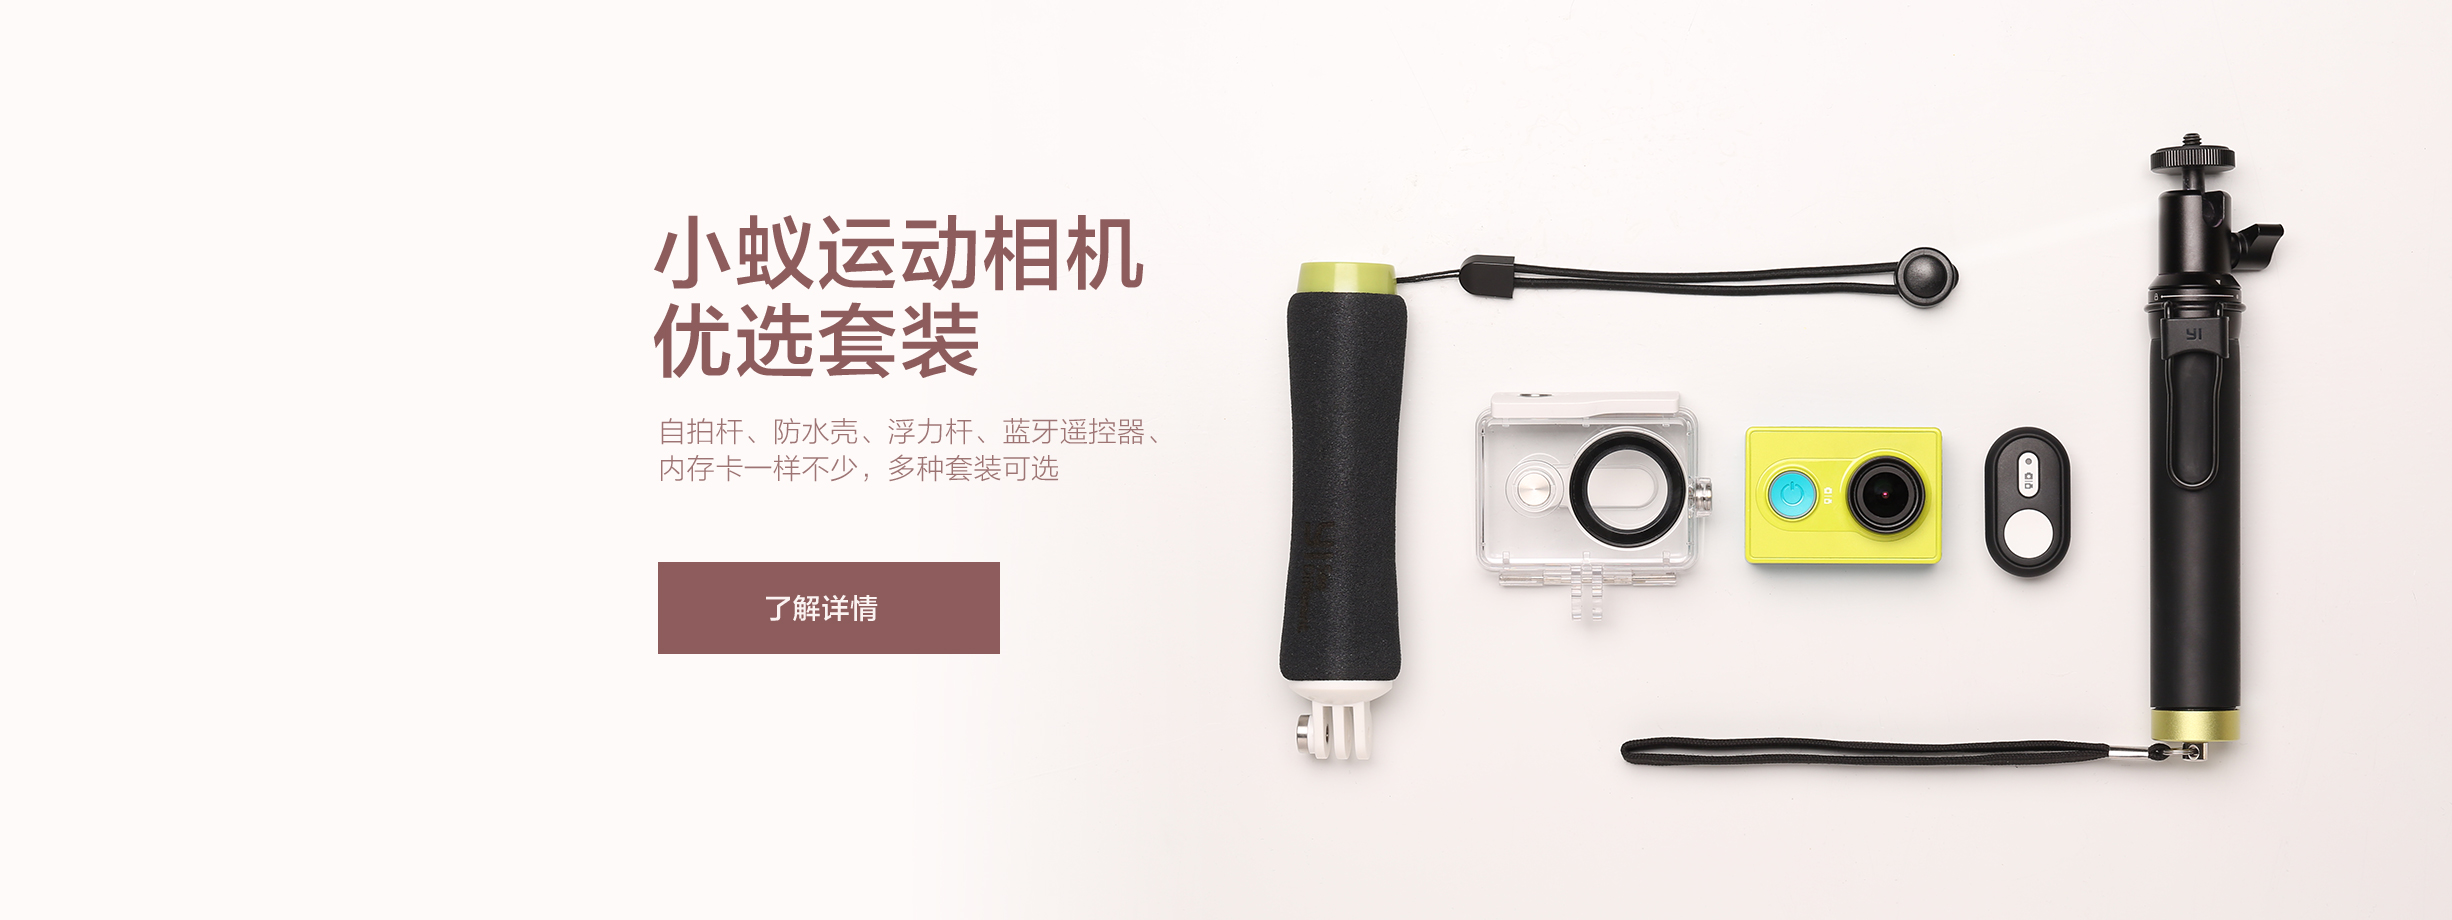 小蚁运动相机
优选套装
自拍杆、防水壳、浮力杆、蓝牙遥控器、
内存卡一样不少，多种套装可选
了解详情
YI